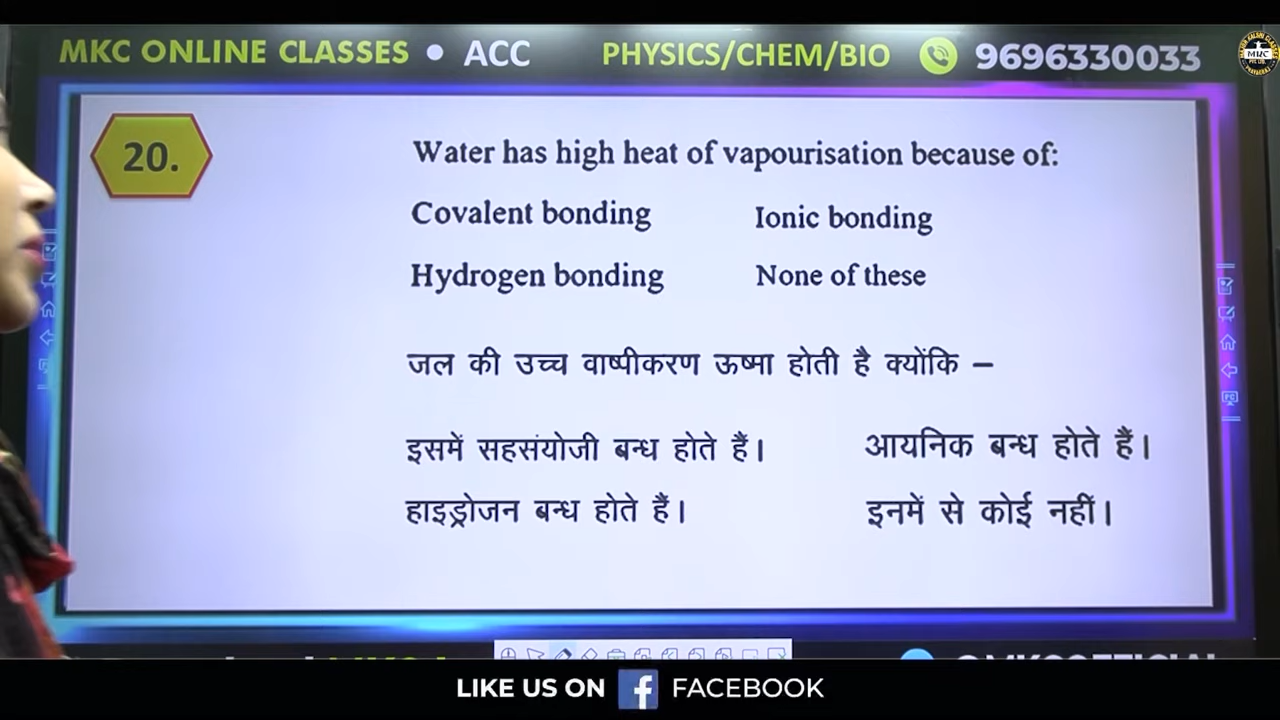 MKC ONLINE CLASSES • ACC PHYSICS/CHEM/BIO 9696330033
MKC
20.
Water has high heat of vapourisation because of:
Covalent bonding Ionic bonding
Hydrogen bonding None of these
जल की उच्च वाष्पीकरण ऊष्मा होती है क्योंकि –
इसमें सहसंयोजी बन्ध होते हैं। आयनिक बन्ध होते हैं।
हाइड्रोजन बन्ध होते हैं। इनमें से कोई नहीं।
LIKE US ON FACEBOOK